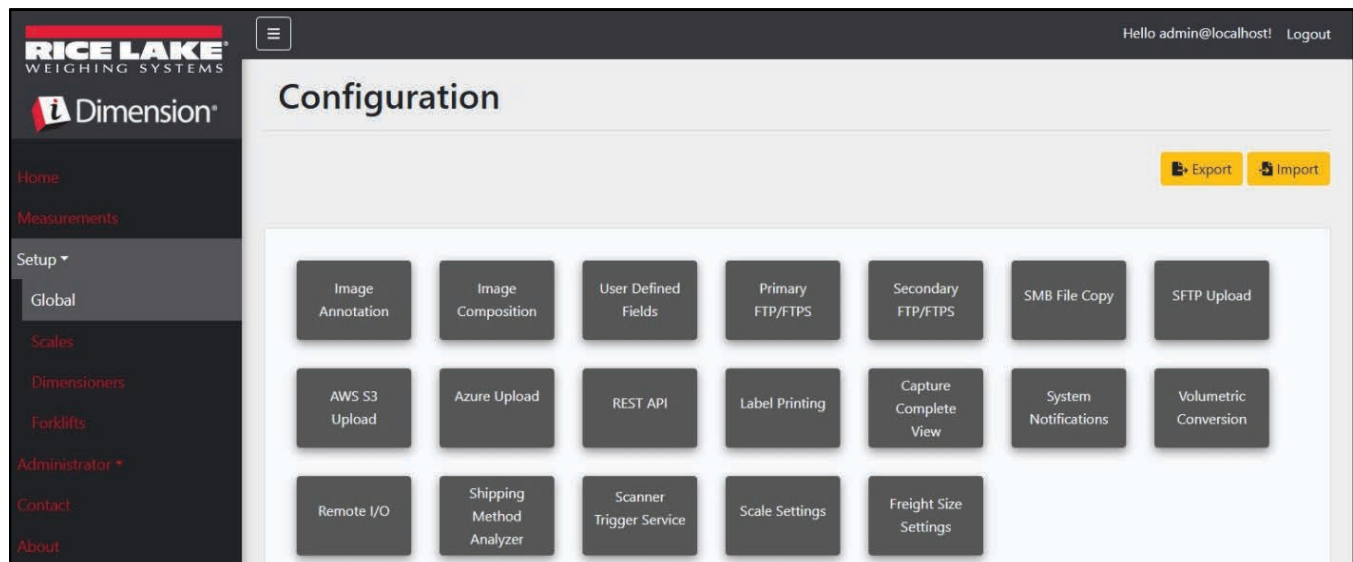 RICE LAKE®
WEIGHING SYSTEMS
i Dimension®
Hello admin@localhost! Logout
Configuration
Export Import
Home
Measurements
Setup
Global
Scales
Dimensioners
Forklifts
Administrator
Contact
About
Image
Annotation
Image
Composition
User Defined
Fields
Primary
FTP/FTPS
Secondary
FTP/FTPS
SMB File Copy
SFTP Upload
AWS S3
Upload
Azure Upload
REST API
Label Printing
Capture
Complete
View
System
Notifications
Volumetric
Conversion
Remote I/O
Shipping
Method
Analyzer
Scanner
Trigger Service
Scale Settings
Freight Size
Settings